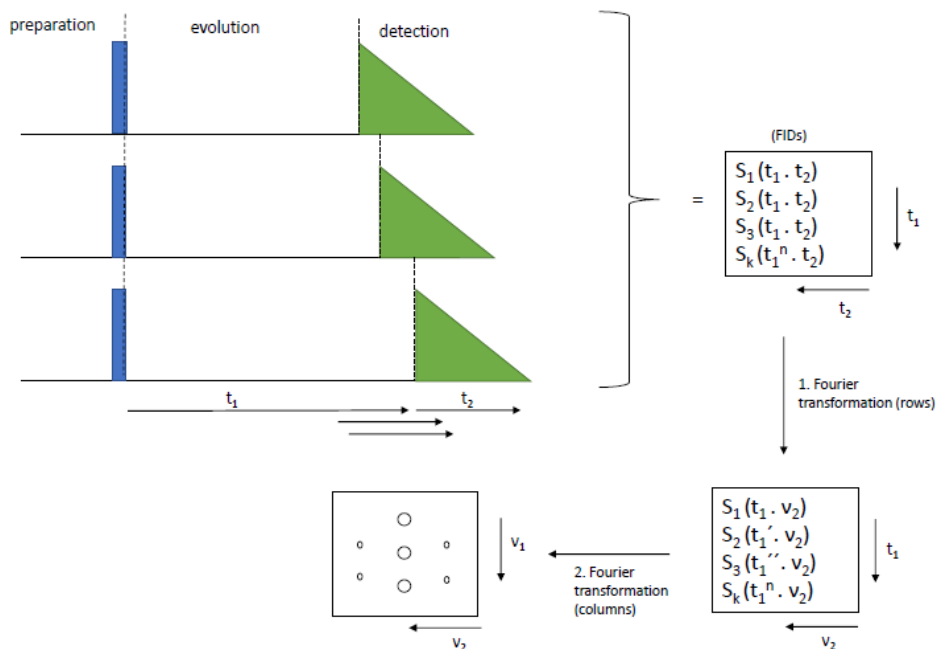 preparation
evolution
detection
t₁
t₂
=
(FIDs)
S₁(t₁ . t₂)
S₂(t₁ . t₂)
S₃(t₁ . t₂)
Sₖ(t₁ⁿ . t₂)
t₁
t₂
1. Fourier
transformation (rows)
S₁(t₁ . ν₂)
S₂(t₁´ . ν₂)
S₃(t₁´´ . ν₂)
Sₖ(t₁ⁿ . ν₂)
t₁
ν₂
2. Fourier
transformation
(columns)
ν₁
ν₂